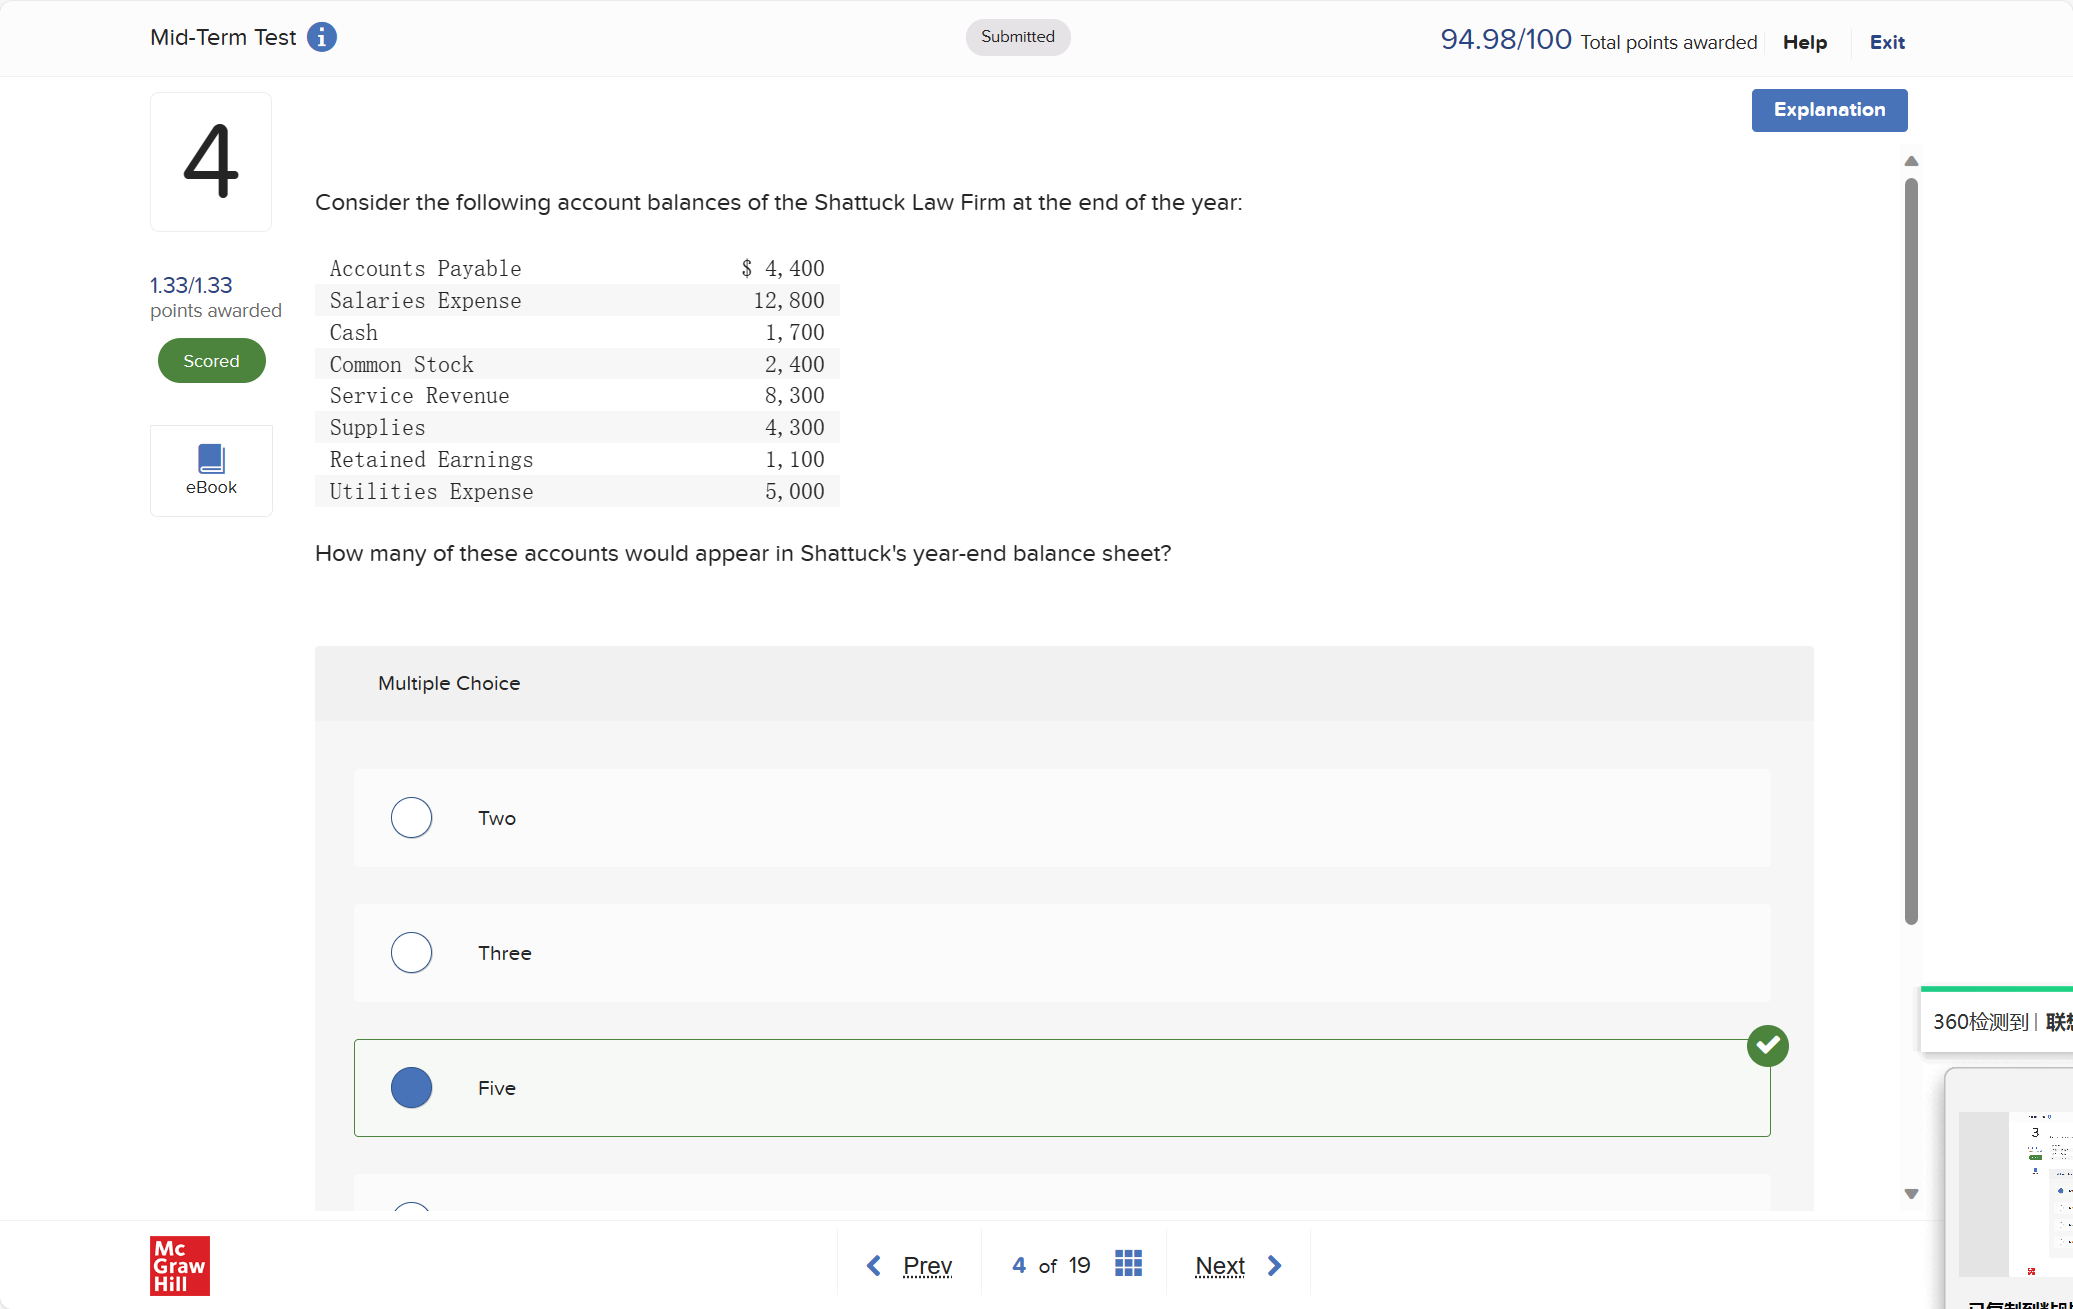 Mid-Term Test
Submitted
94.98/100 Total points awarded
Help
Exit
Explanation
4
1.33/1.33
points awarded
Scored
eBook
Consider the following account balances of the Shattuck Law Firm at the end of the year:
Accounts Payable $ 4,400
Salaries Expense 12,800
Cash 1,700
Common Stock 2,400
Service Revenue 8,300
Supplies 4,300
Retained Earnings 1,100
Utilities Expense 5,000
How many of these accounts would appear in Shattuck's year-end balance sheet?
Multiple Choice
Two
Three
Five
360检测到 | 联想
3
Mc
Graw
Hill
Prev
4 of 19
Next